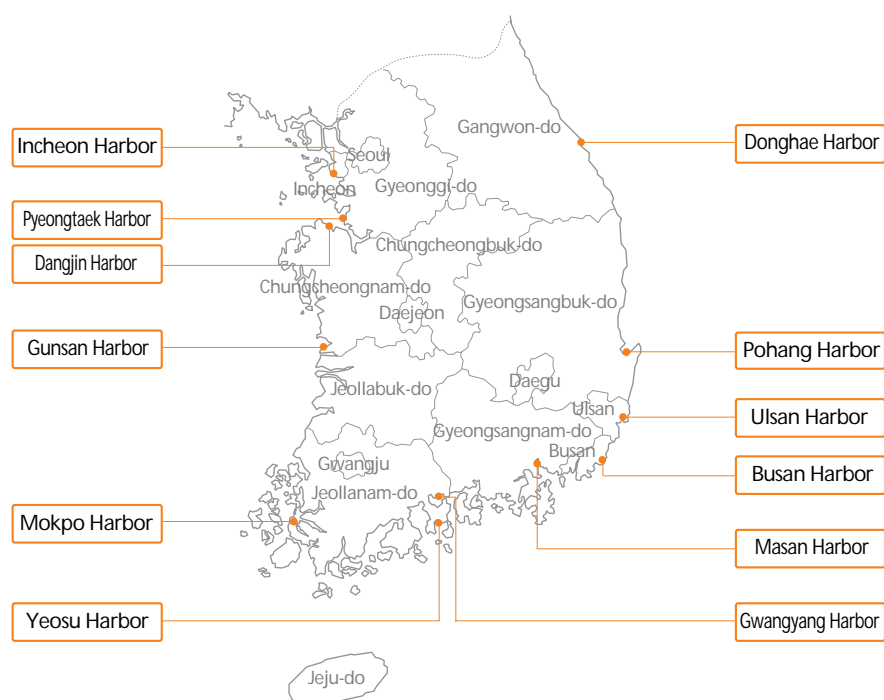 Gangwon-do
Incheon Harbor
Donghae Harbor
Seoul
Incheon
Gyeonggi-do
Pyeongtaek Harbor
Chungcheongbuk-do
Dangjin Harbor
Chungcheongnam-do
Gyeongsangbuk-do
Daejeon
Gunsan Harbor
Pohang Harbor
Daegu
Jeollabuk-do
Ulsan
Ulsan Harbor
Gyeongsangnam-do
Busan
Gwangju
Busan Harbor
Jeollanam-do
Mokpo Harbor
Masan Harbor
Yeosu Harbor
Gwangyang Harbor
Jeju-do